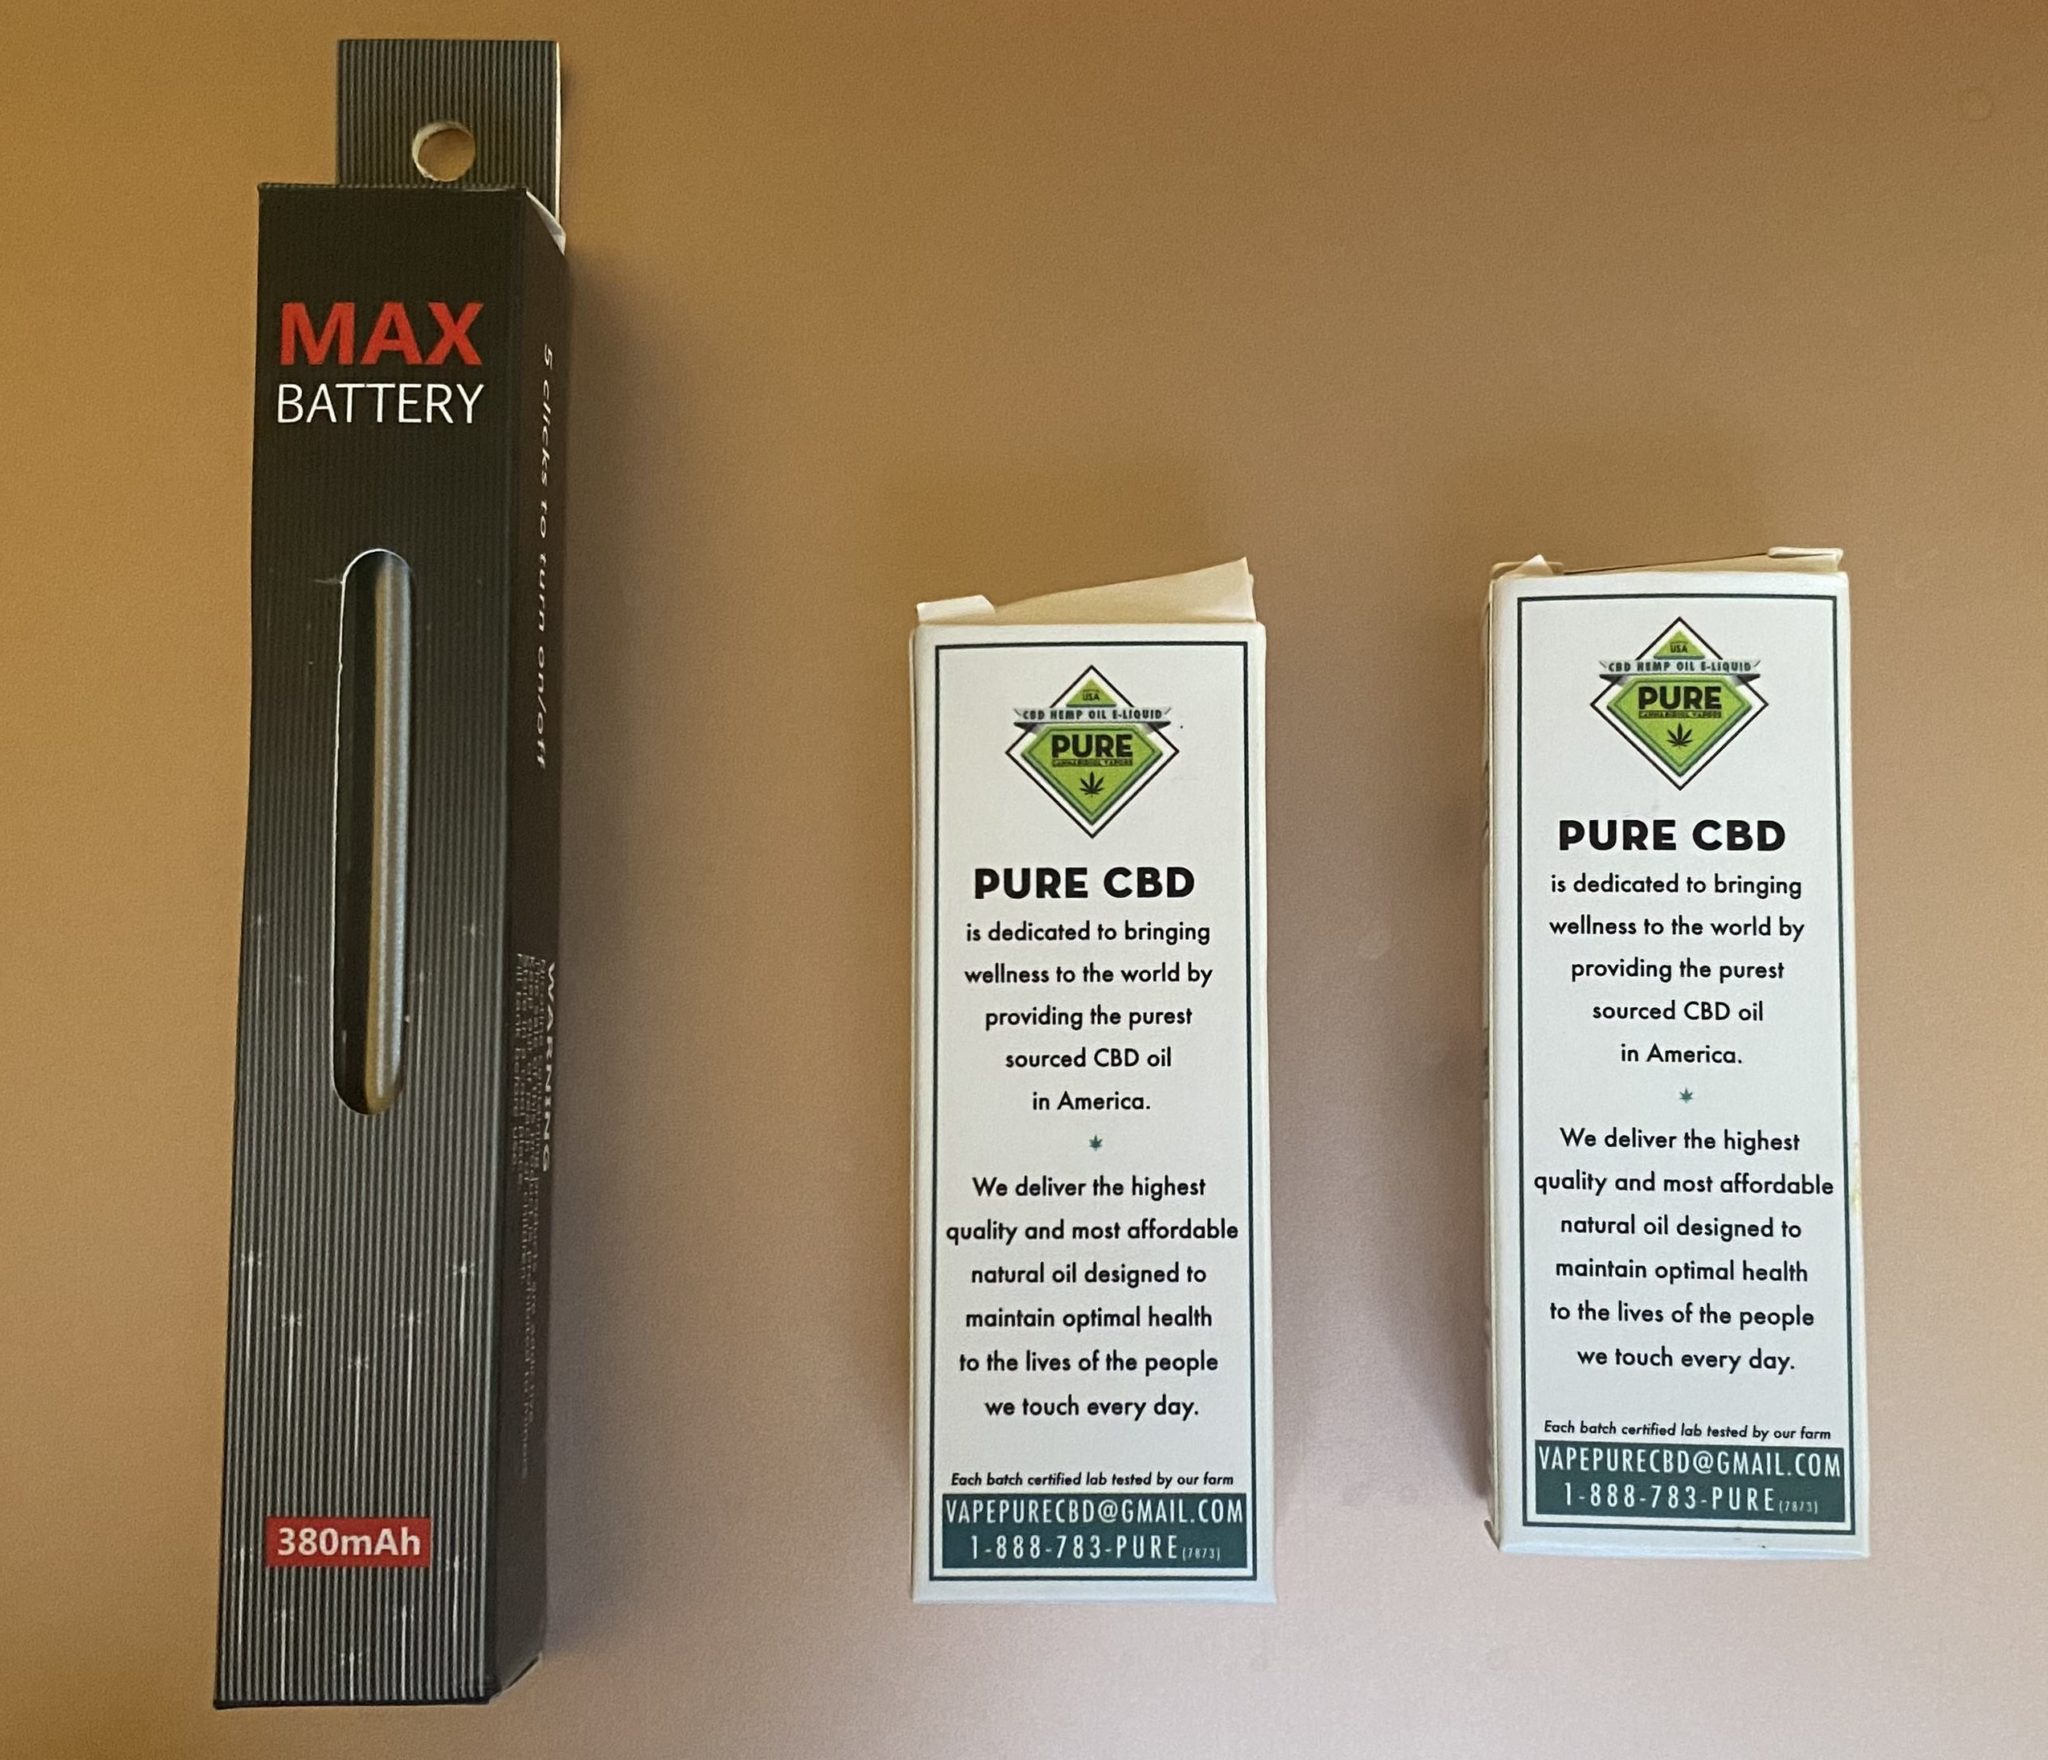 MAX
BATTERY
5 clicks to turn on/off
WARNING
380mAh
USA
CBD HEMP OIL E-LIQUID
PURE
CANNABIDIOL VAPORS
PURE CBD
is dedicated to bringing
wellness to the world by
providing the purest
sourced CBD oil
in America.
We deliver the highest
quality and most affordable
natural oil designed to
maintain optimal health
to the lives of the people
we touch every day.
Each batch certified lab tested by our farm
VAPEPURECBD@GMAIL.COM
1-888-783-PURE (7873)
USA
CBD HEMP OIL E-LIQUID
PURE
CANNABIDIOL VAPORS
PURE CBD
is dedicated to bringing
wellness to the world by
providing the purest
sourced CBD oil
in America.
We deliver the highest
quality and most affordable
natural oil designed to
maintain optimal health
to the lives of the people
we touch every day.
Each batch certified lab tested by our farm
VAPEPURECBD@GMAIL.COM
1-888-783-PURE (7873)